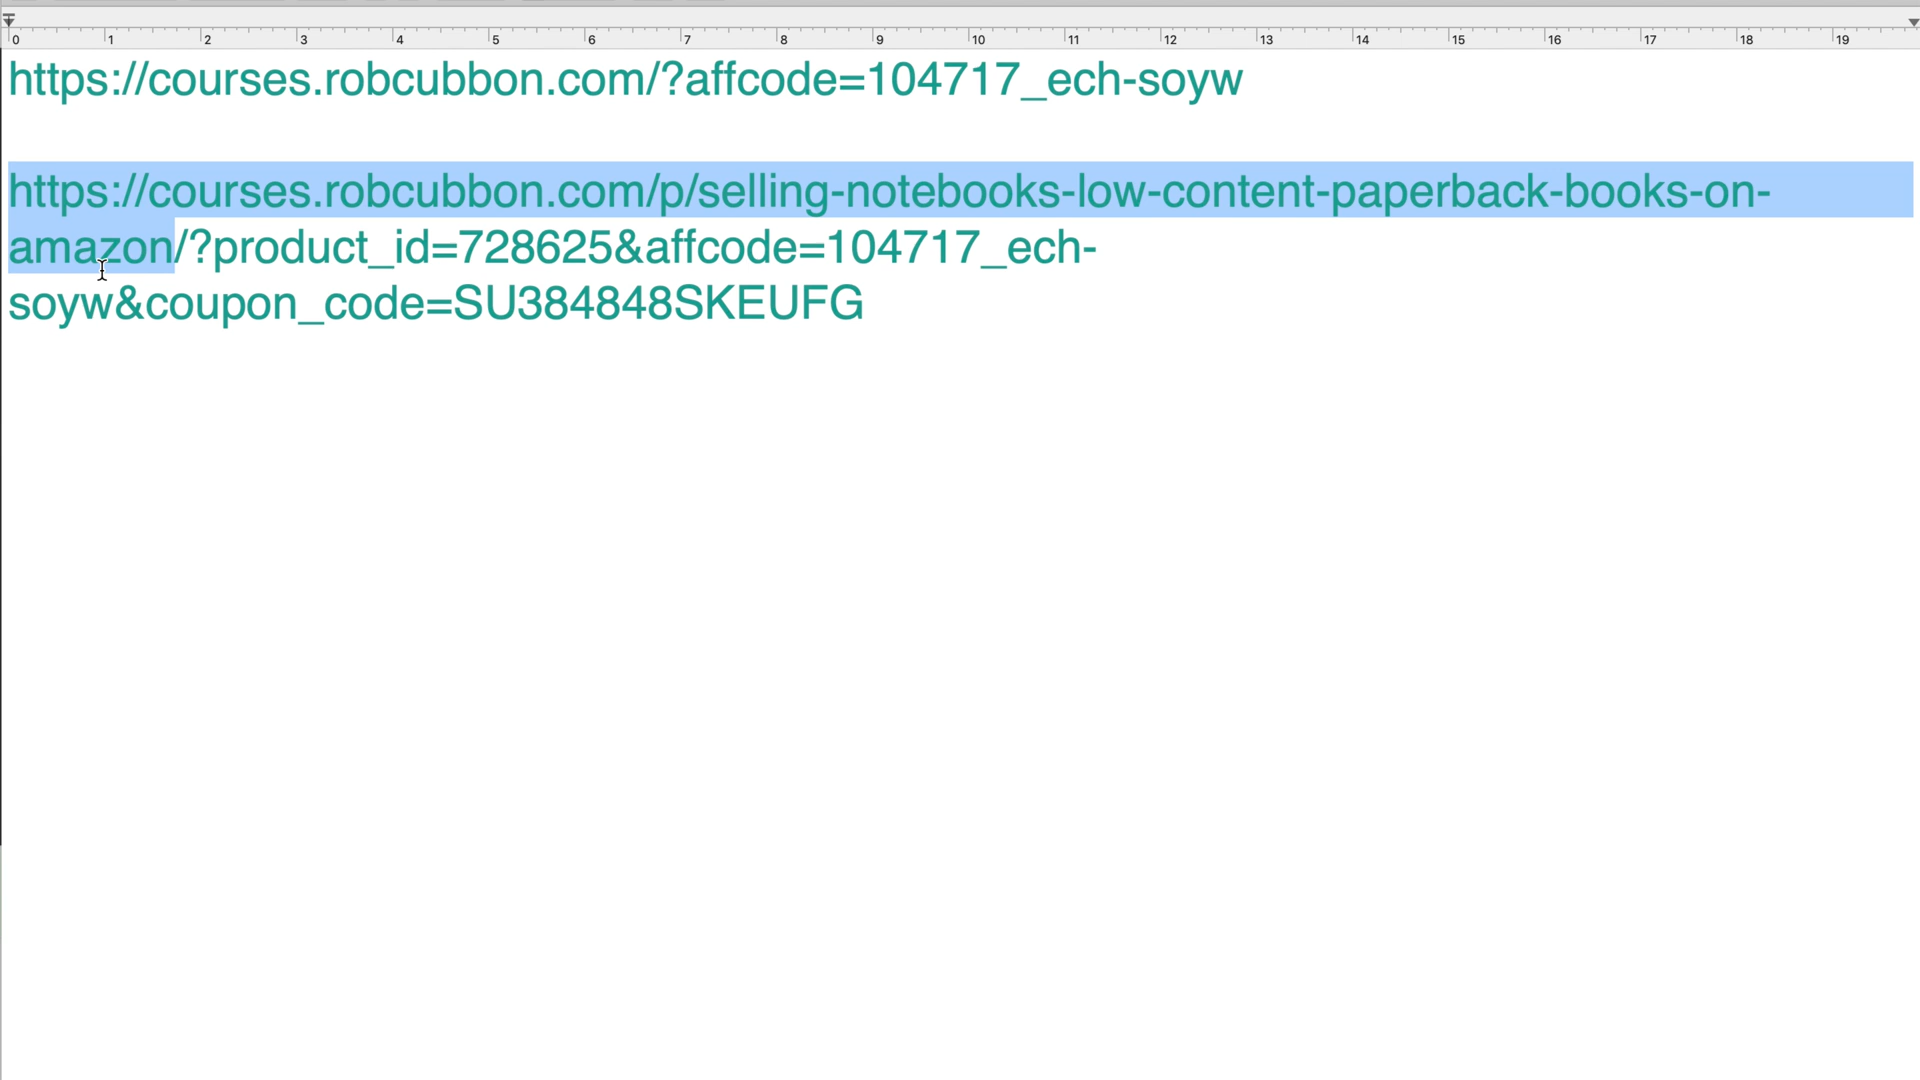 0 1 2 3 4 5 6 7 8 9 10 11 12 13 14 15 16 17 18 19
https://courses.robcubbon.com/?affcode=104717_ech-soyw
https://courses.robcubbon.com/p/selling-notebooks-low-content-paperback-books-on-
amazon/?product_id=728625&affcode=104717_ech-
soyw&coupon_code=SU384848SKEUFG